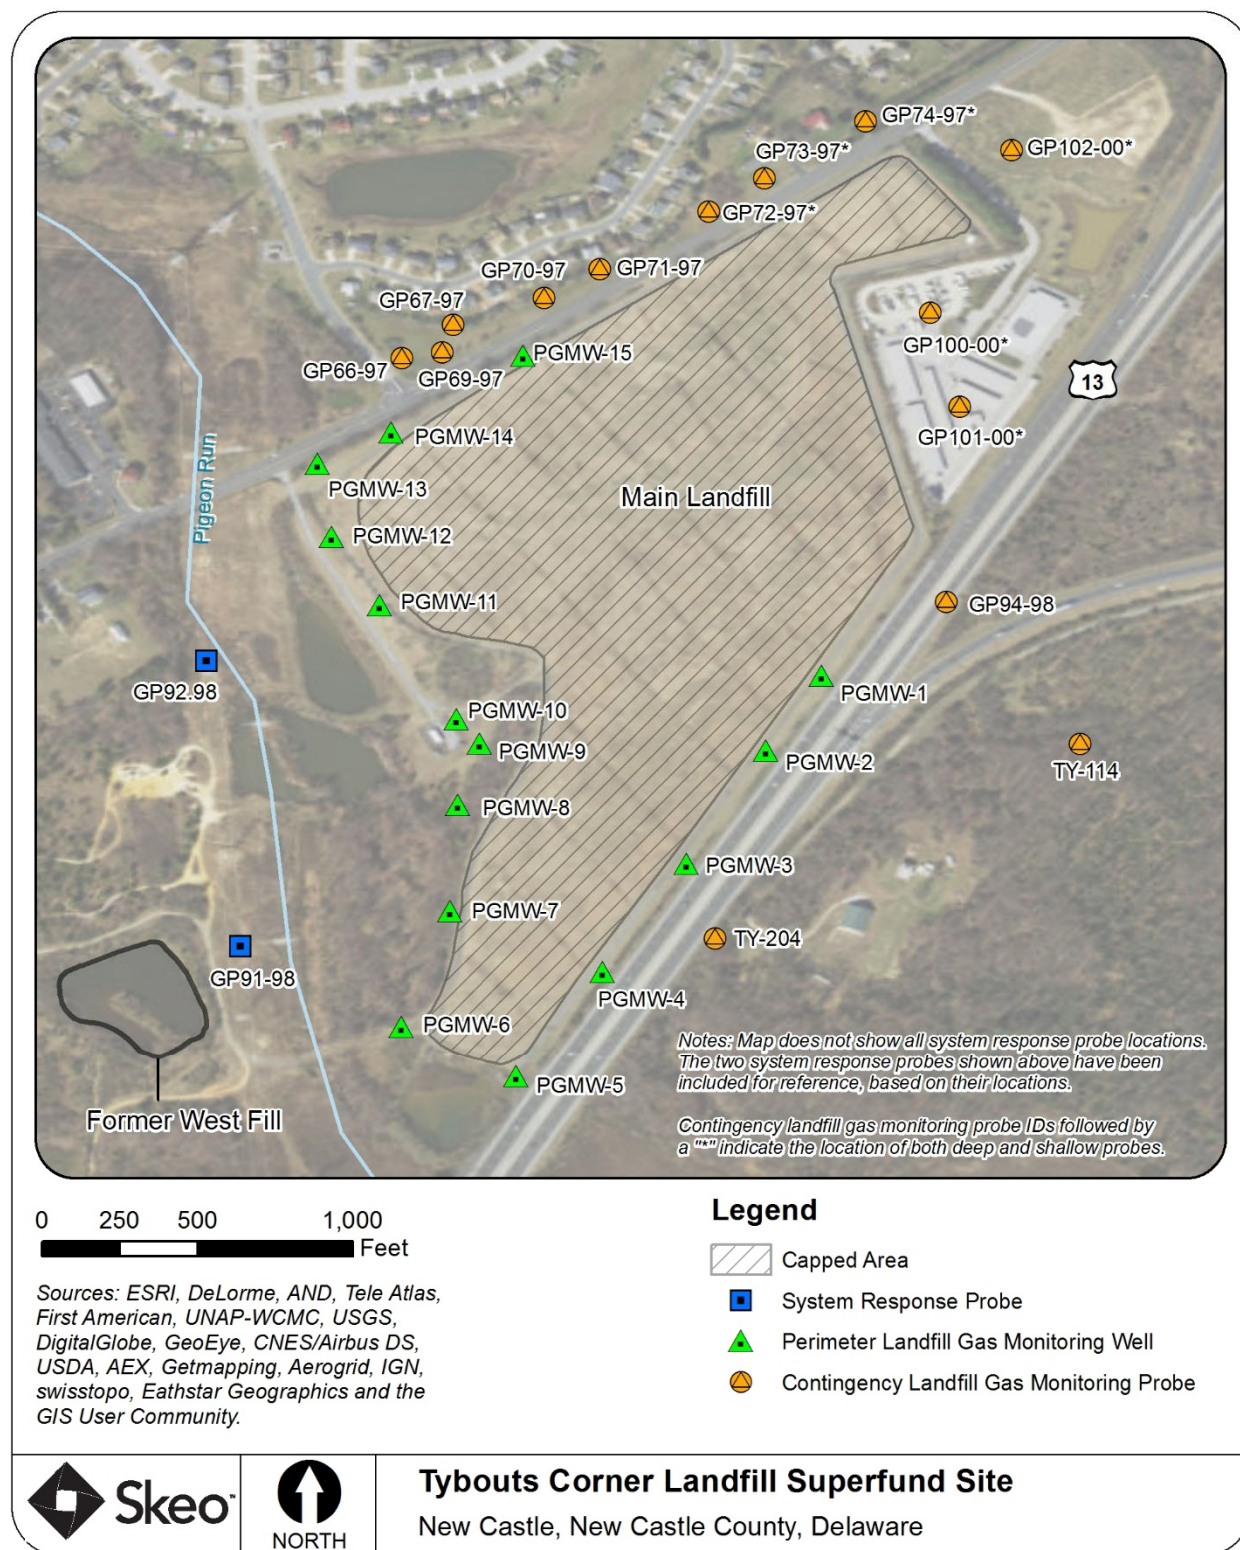 GP74-97*
GP102-00*
GP73-97*
GP72-97*
GP70-97
GP71-97
GP67-97
GP66-97
GP69-97
PGMW-15
GP100-00*
13
GP101-00*
PGMW-14
PGMW-13
Main Landfill
Pigeon Run
PGMW-12
PGMW-11
GP94-98
GP92.98
PGMW-1
PGMW-10
PGMW-9
PGMW-2
TY-114
PGMW-8
PGMW-3
PGMW-7
TY-204
GP91-98
PGMW-4
PGMW-6
PGMW-5
Former West Fill
Notes: Map does not show all system response probe locations.
The two system response probes shown above have been
included for reference, based on their locations.
Contingency landfill gas monitoring probe IDs followed by
a "*" indicate the location of both deep and shallow probes.
0 250 500 1,000
Feet
Sources: ESRI, DeLorme, AND, Tele Atlas,
First American, UNAP-WCMC, USGS,
DigitalGlobe, GeoEye, CNES/Airbus DS,
USDA, AEX, Getmapping, Aerogrid, IGN,
swisstopo, Eathstar Geographics and the
GIS User Community.
Legend
Capped Area
System Response Probe
Perimeter Landfill Gas Monitoring Well
Contingency Landfill Gas Monitoring Probe
Skeo™
NORTH
Tybouts Corner Landfill Superfund Site
New Castle, New Castle County, Delaware